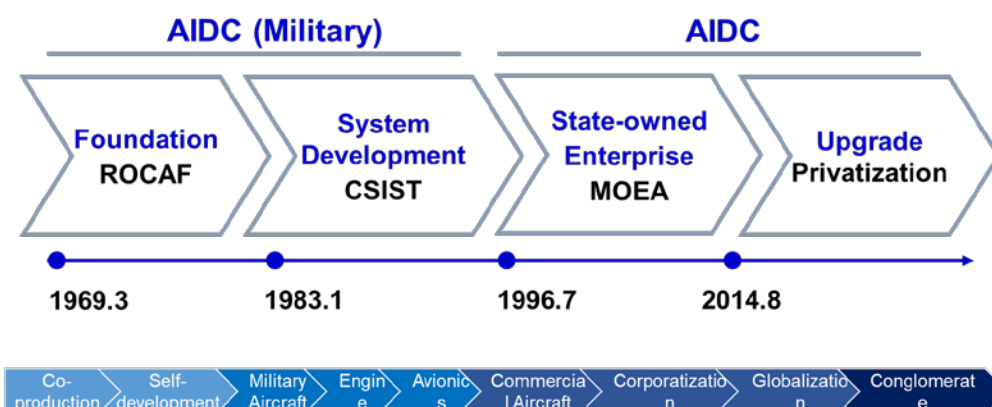 AIDC (Military)
AIDC
Foundation
ROCAF
System
Development
CSIST
State-owned
Enterprise
MOEA
Upgrade
Privatization
1969.3
1983.1
1996.7
2014.8
Co-
production
Self-
development
Military
Aircraft
Engin
e
Avionic
s
Commercia
l Aircraft
Corporatizatio
n
Globalizatio
n
Conglomerat
e